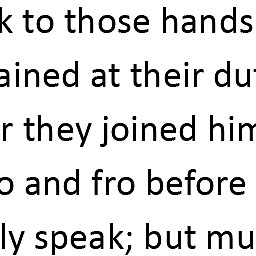 k to those hands
ained at their du
r they joined him
o and fro before
ly speak; but mu